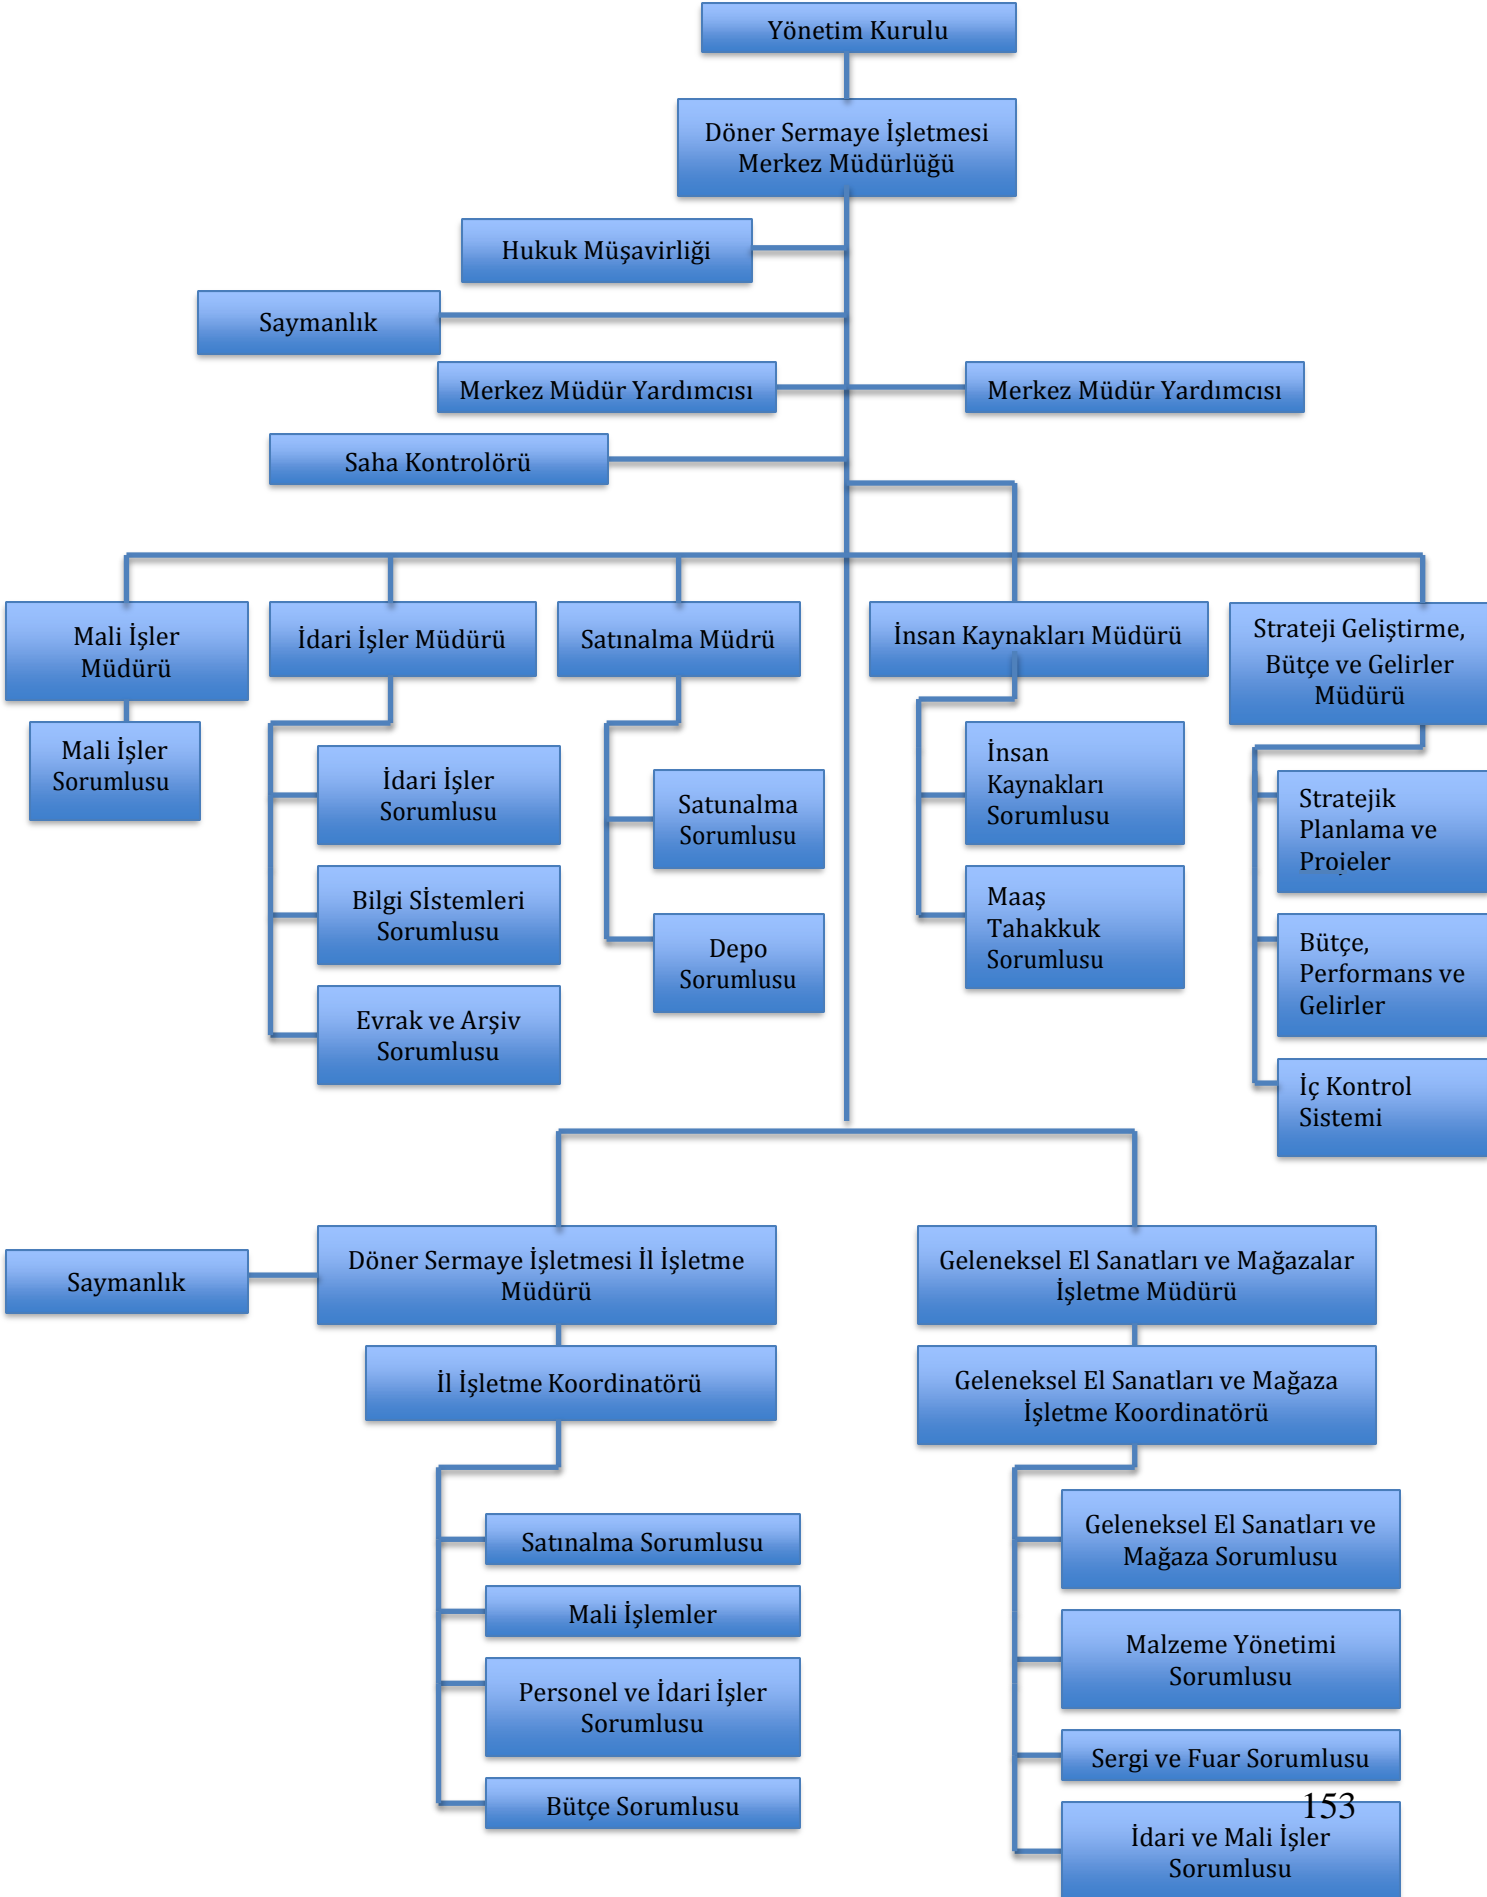 Yönetim Kurulu
Döner Sermaye İşletmesi
Merkez Müdürlüğü
Hukuk Müşavirliği
Saymanlık
Merkez Müdür Yardımcısı
Merkez Müdür Yardımcısı
Saha Kontrolörü
Mali İşler
Müdürü
İdari İşler Müdürü
Satınalma Müdrü
İnsan Kaynakları Müdürü
Strateji Geliştirme,
Bütçe ve Gelirler
Müdürü
Mali İşler
Sorumlusu
İdari İşler
Sorumlusu
Bilgi Sİstemleri
Sorumlusu
Evrak ve Arşiv
Sorumlusu
Satunalma
Sorumlusu
Depo
Sorumlusu
İnsan
Kaynakları
Sorumlusu
Maaş
Tahakkuk
Sorumlusu
Stratejik
Planlama ve
Projeler
Bütçe,
Performans ve
Gelirler
İç Kontrol
Sistemi
Saymanlık
Döner Sermaye İşletmesi İl İşletme
Müdürü
İl İşletme Koordinatörü
Satınalma Sorumlusu
Mali İşlemler
Personel ve İdari İşler
Sorumlusu
Bütçe Sorumlusu
Geleneksel El Sanatları ve Mağazalar
İşletme Müdürü
Geleneksel El Sanatları ve Mağaza
İşletme Koordinatörü
Geleneksel El Sanatları ve
Mağaza Sorumlusu
Malzeme Yönetimi
Sorumlusu
Sergi ve Fuar Sorumlusu
153
İdari ve Mali İşler
Sorumlusu